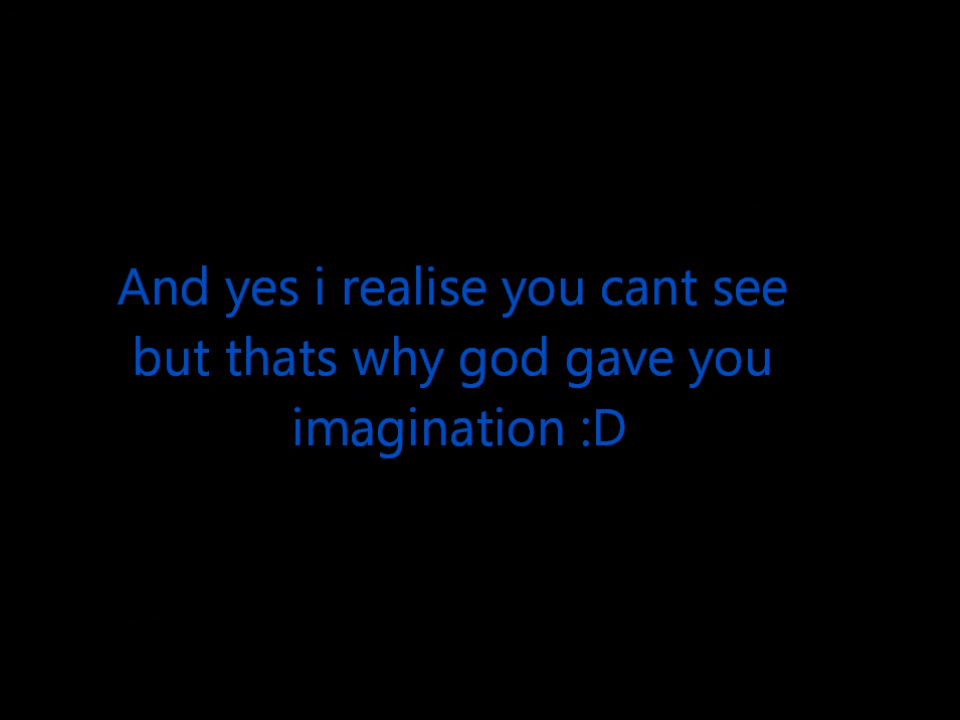 And yes i realise you cant see
but thats why god gave you
imagination :D